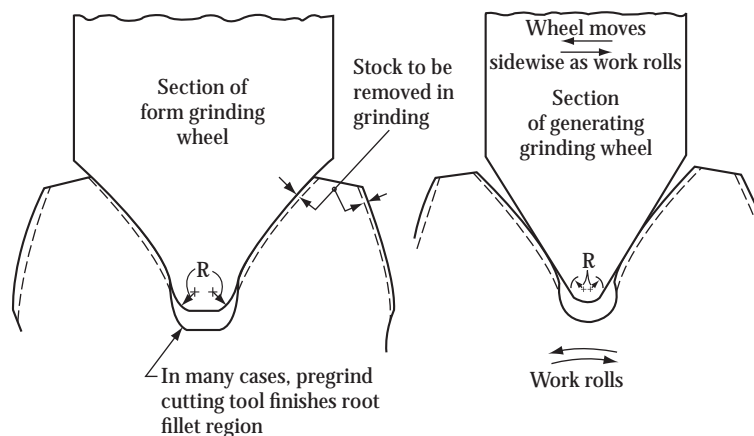 Section of
form grinding
wheel
Stock to be
removed in
grinding
R
In many cases, pregrind
cutting tool finishes root
fillet region
Wheel moves
sidewise as work rolls
Section
of generating
grinding wheel
R
Work rolls